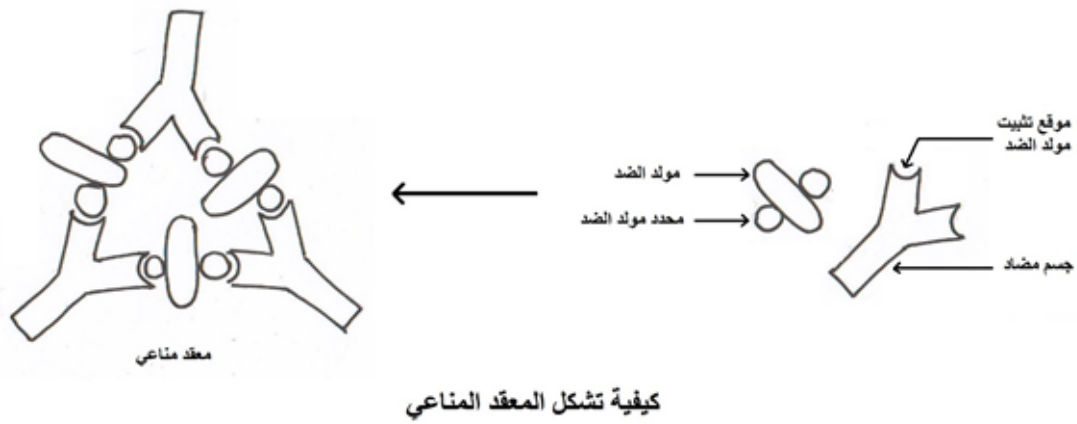 موقع تثبيت
مولد الضد
مولد الضد
محدد مولد الضد
جسم مضاد
معقد مناعي
كيفية تشكل المعقد المناعي